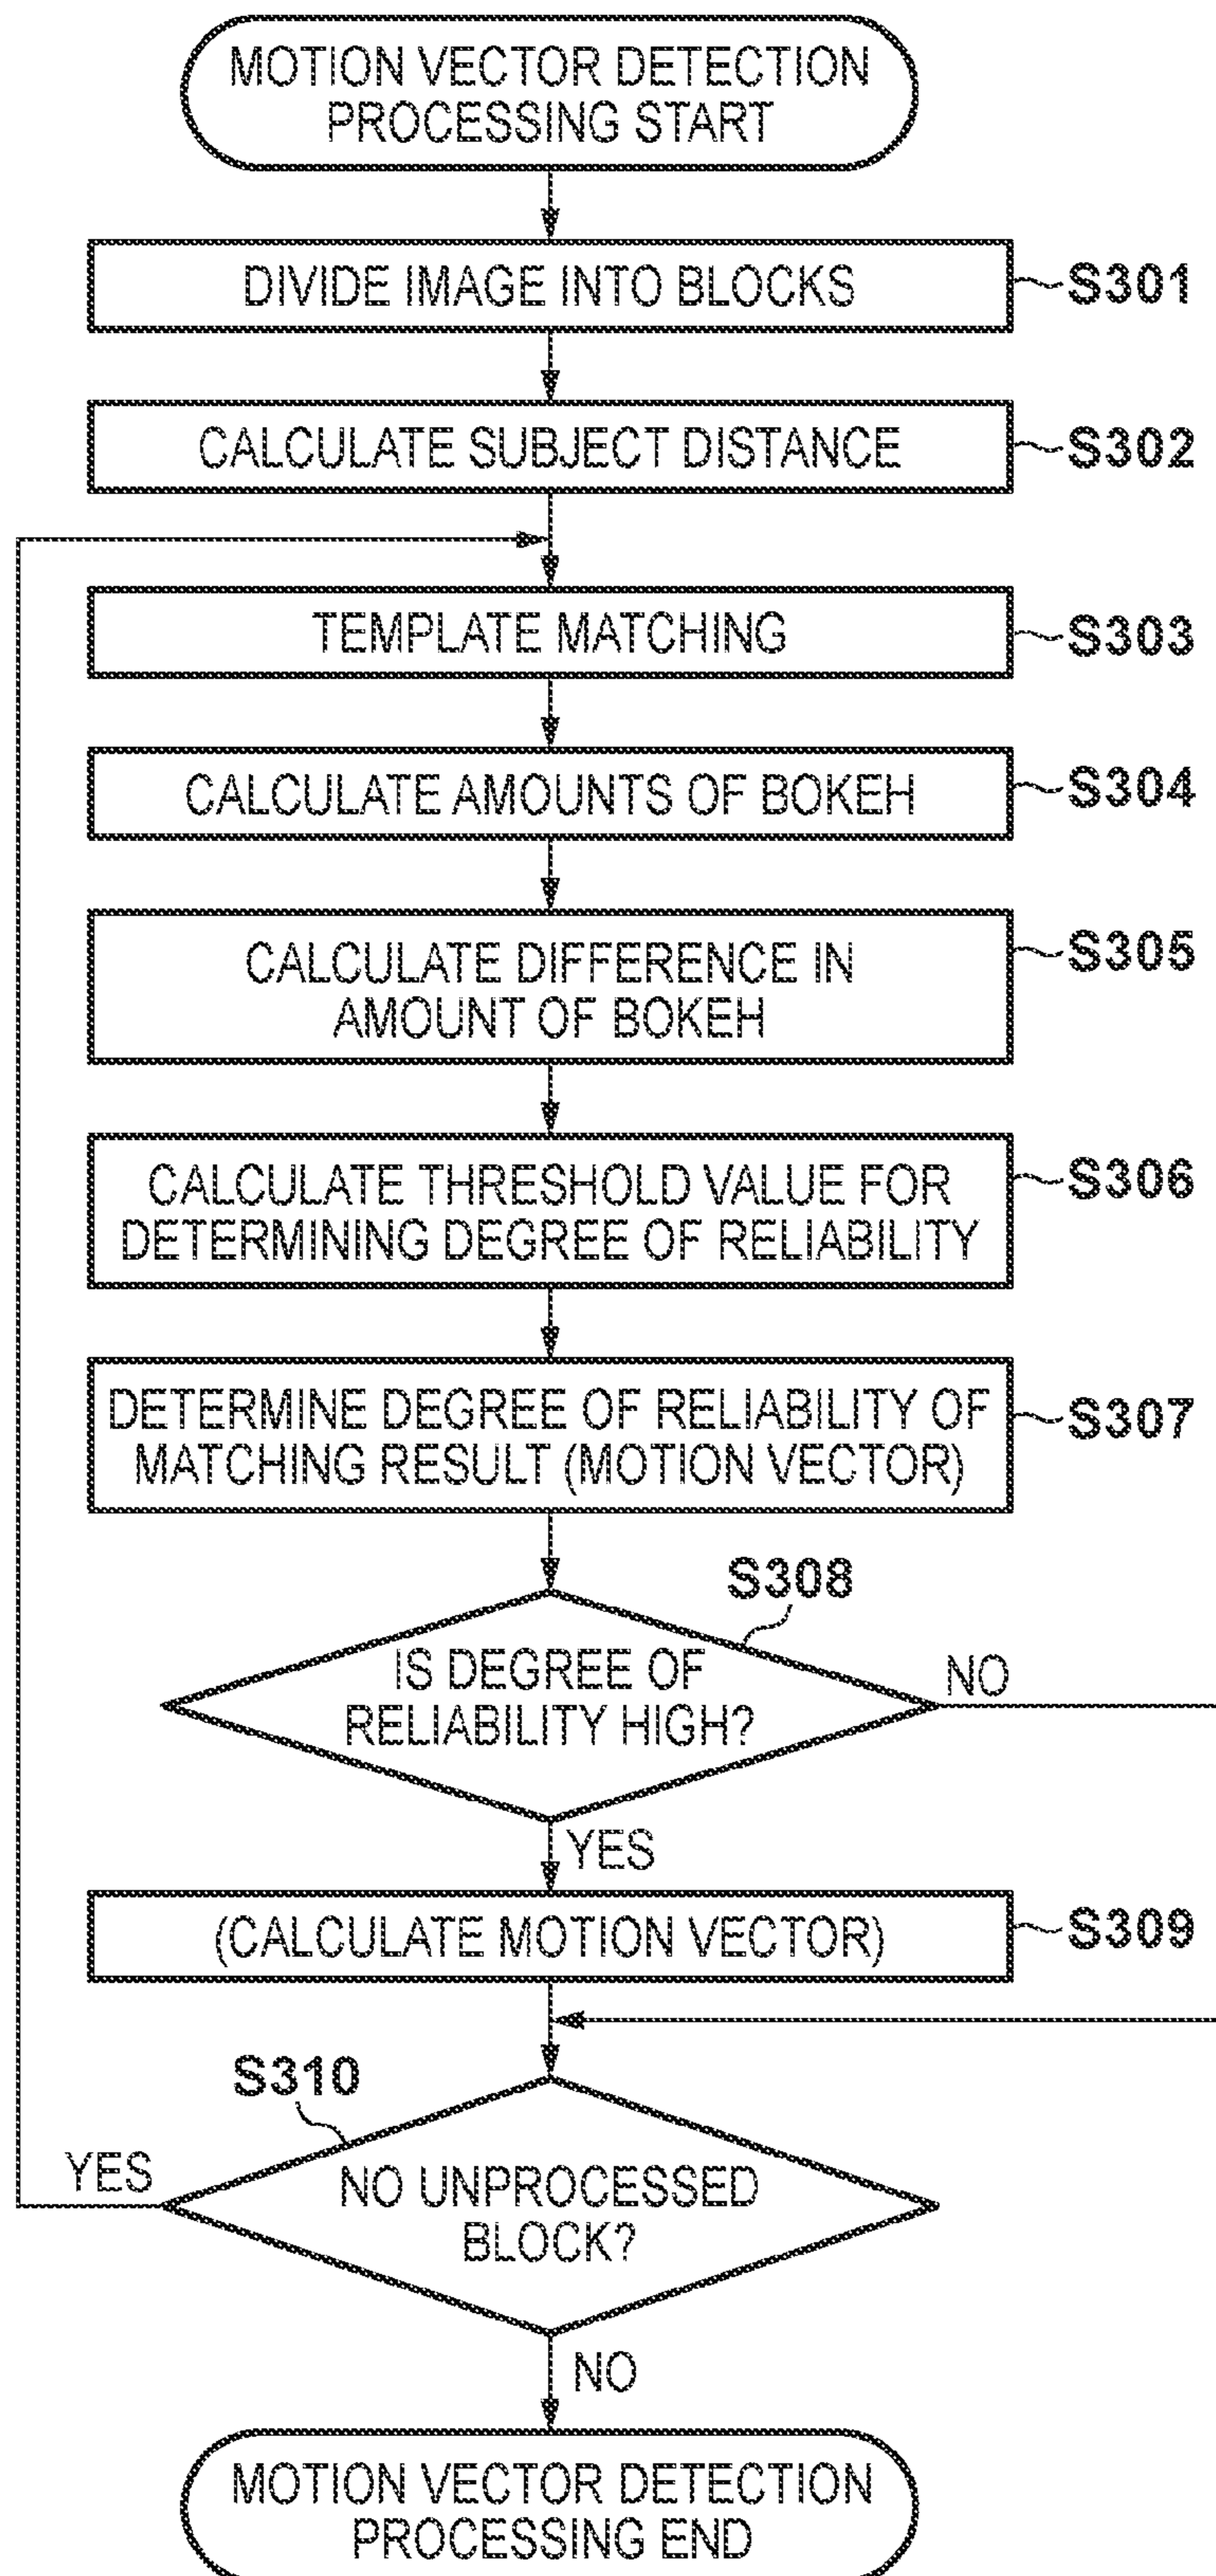 MOTION VECTOR DETECTION
PROCESSING START
DIVIDE IMAGE INTO BLOCKS
S301
CALCULATE SUBJECT DISTANCE
S302
TEMPLATE MATCHING
S303
CALCULATE AMOUNTS OF BOKEH
S304
CALCULATE DIFFERENCE IN
AMOUNT OF BOKEH
S305
CALCULATE THRESHOLD VALUE FOR
DETERMINING DEGREE OF RELIABILITY
S306
DETERMINE DEGREE OF RELIABILITY OF
MATCHING RESULT (MOTION VECTOR)
S307
S308
IS DEGREE OF
RELIABILITY HIGH?
NO
YES
(CALCULATE MOTION VECTOR)
S309
S310
YES
NO UNPROCESSED
BLOCK?
NO
MOTION VECTOR DETECTION
PROCESSING END